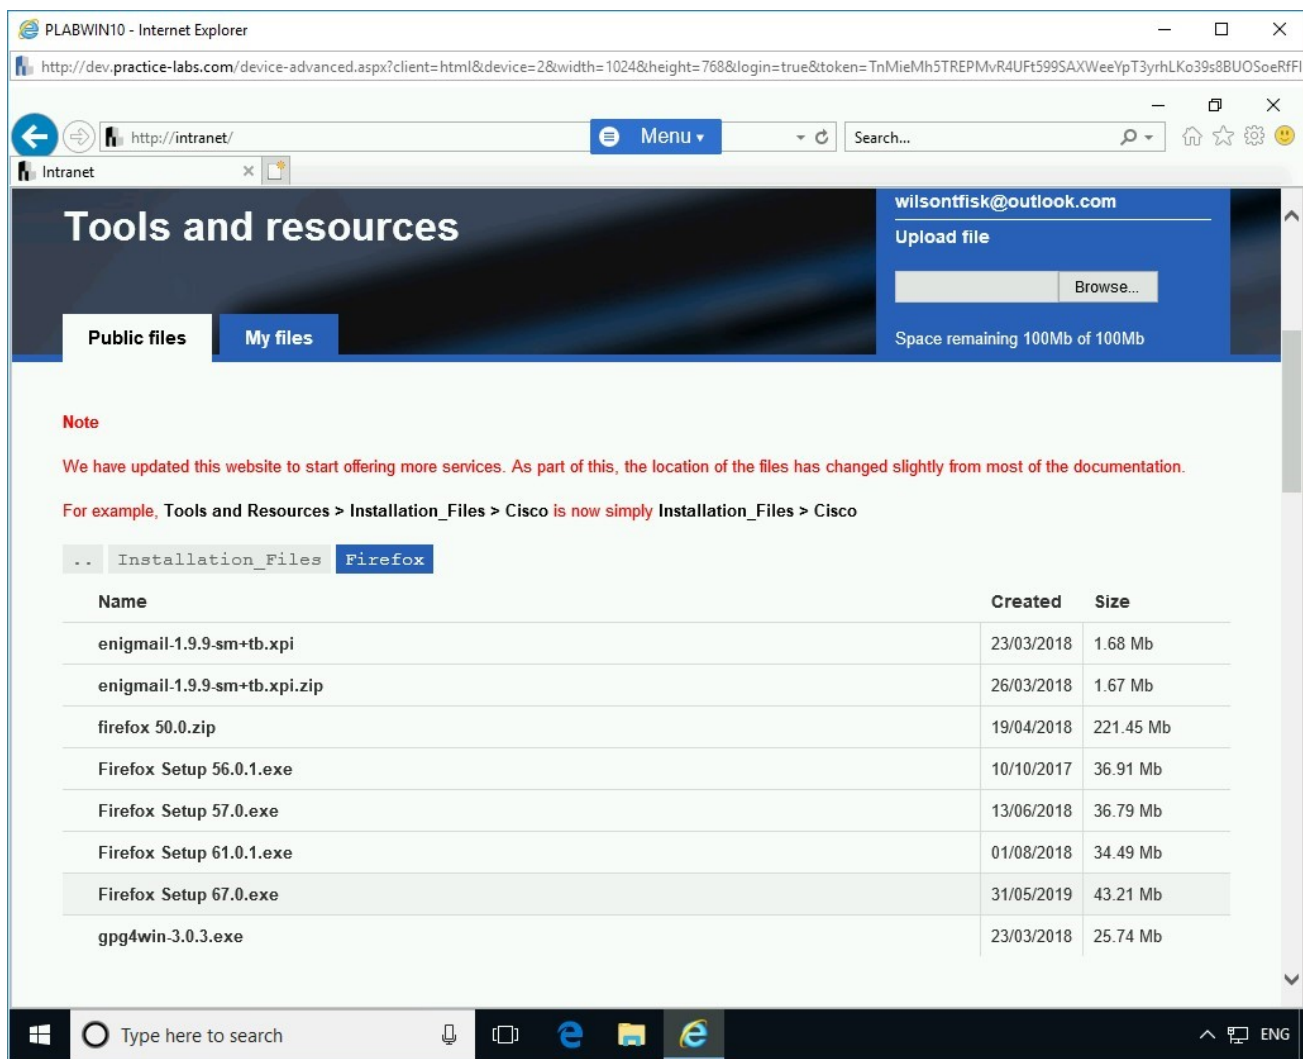 PLABWIN10 - Internet Explorer
http://dev.practice-labs.com/device-advanced.aspx?client=html&device=2&width=1024&height=768&login=true&token=TnMieMh5TREPMvR4UFt599SAXWeeYpT3yrhLKo39s8BUOSoeRfFI
http://intranet/
Menu
Search...
Intranet
Tools and resources
wilsontfisk@outlook.com
Upload file
Browse...
Space remaining 100Mb of 100Mb
Public files My files
Note
We have updated this website to start offering more services. As part of this, the location of the files has changed slightly from most of the documentation.
For example, Tools and Resources > Installation_Files > Cisco is now simply Installation_Files > Cisco
.. Installation_Files Firefox
Name Created Size
enigmail-1.9.9-sm+tb.xpi 23/03/2018 1.68 Mb
enigmail-1.9.9-sm+tb.xpi.zip 26/03/2018 1.67 Mb
firefox 50.0.zip 19/04/2018 221.45 Mb
Firefox Setup 56.0.1.exe 10/10/2017 36.91 Mb
Firefox Setup 57.0.exe 13/06/2018 36.79 Mb
Firefox Setup 61.0.1.exe 01/08/2018 34.49 Mb
Firefox Setup 67.0.exe 31/05/2019 43.21 Mb
gpg4win-3.0.3.exe 23/03/2018 25.74 Mb
Type here to search
ENG